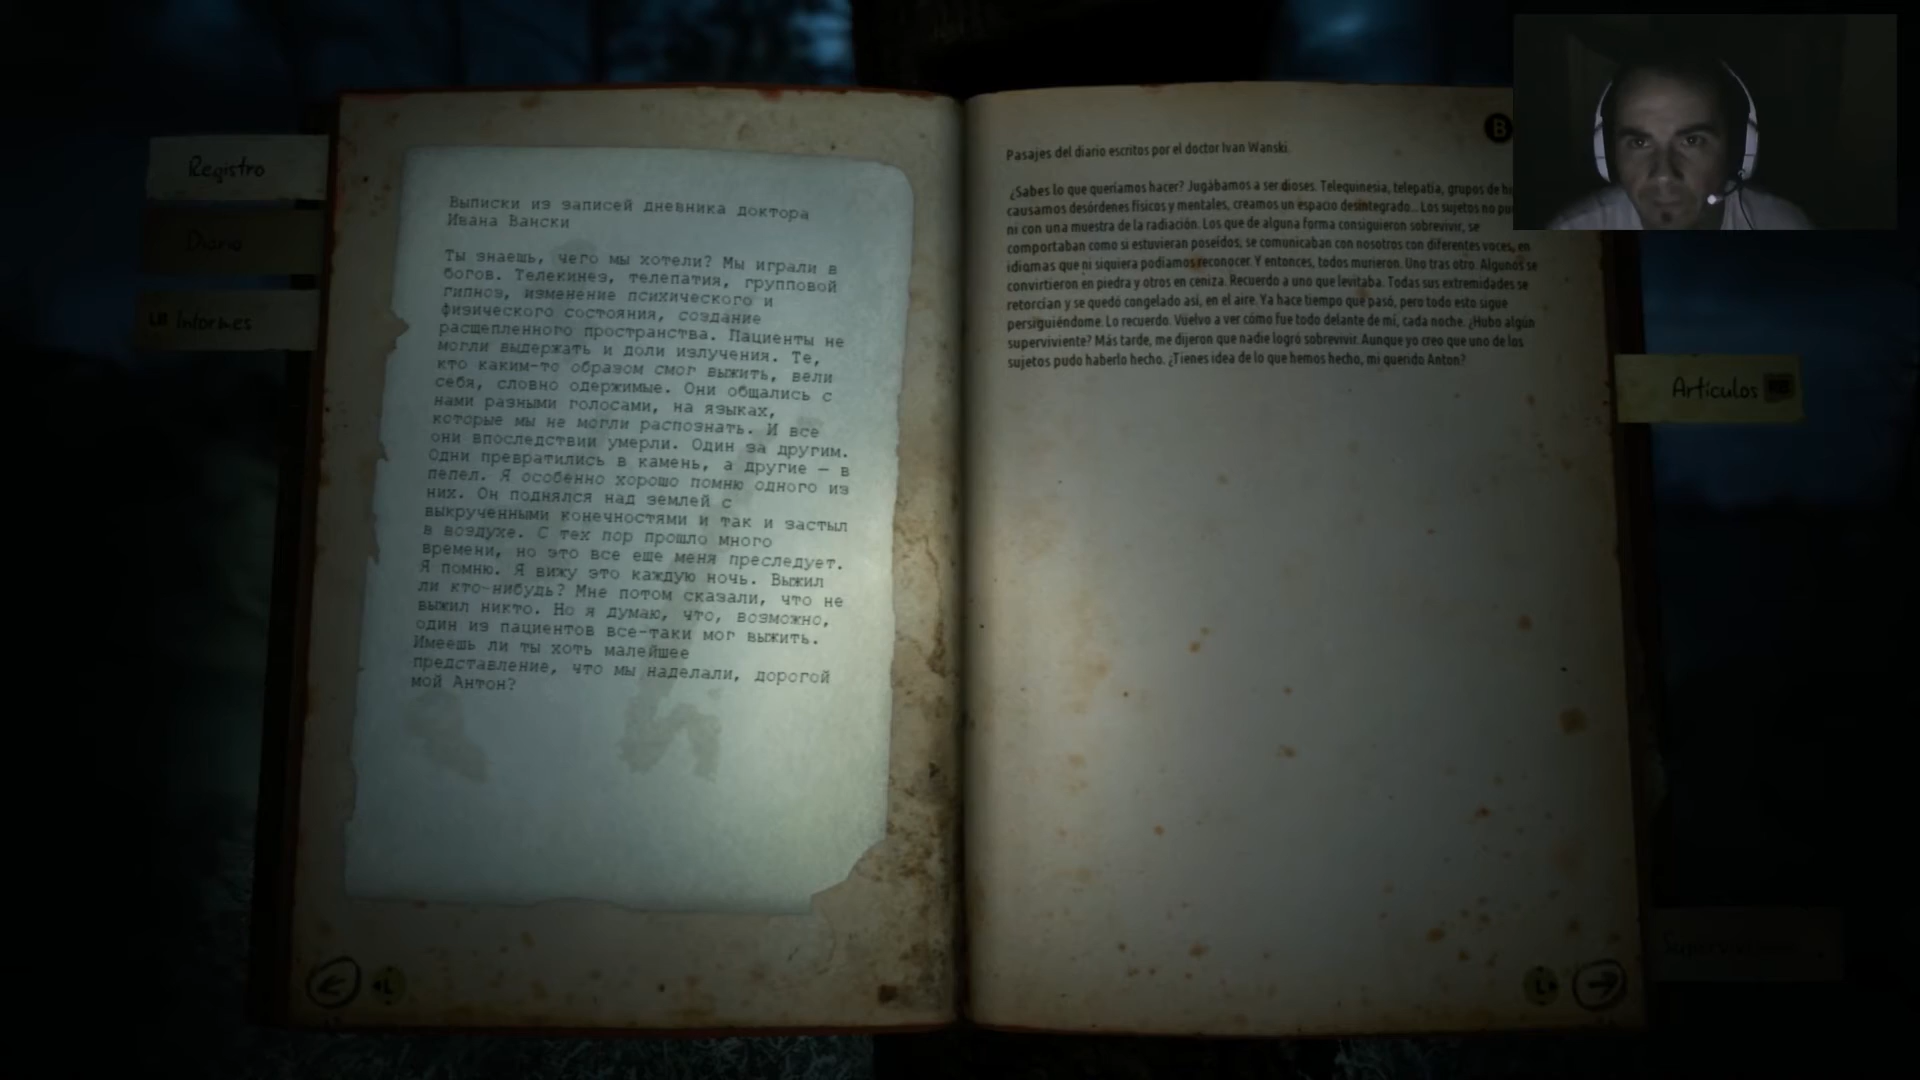 Registro
Diario
LB Informes
Выписки из записей дневника доктора
Ивана Вански
Ты знаешь, чего мы хотели? Мы играли в
богов. Телекинез, телепатия, групповой
гипноз, изменение психического и
физического состояния, создание
расщепленного пространства. Пациенты не
могли выдержать и доли излучения. Те,
кто каким-то образом смог выжить, вели
себя, словно одержимые. Они общались с
нами разными голосами, на языках,
которые мы не могли распознать. И все
они впоследствии умерли. Один за другим.
Одни превратились в камень, а другие — в
пепел. Я особенно хорошо помню одного из
них. Он поднялся над землей с
выкрученными конечностями и так и застыл
в воздухе. С тех пор прошло много
времени, но это все еще меня преследует.
Я помню. Я вижу это каждую ночь. Выжил
ли кто-нибудь? Мне потом сказали, что не
выжил никто. Но я думаю, что, возможно,
один из пациентов все-таки мог выжить.
Имеешь ли ты хоть малейшее
представление, что мы наделали, дорогой
мой Антон?
L
B
Pasajes del diario escritos por el doctor Ivan Wanski.
¿Sabes lo que queríamos hacer? Jugábamos a ser dioses. Telequinesia, telepatía, grupos de
causamos desórdenes físicos y mentales, creamos un espacio desintegrado... Los sujetos no
ni con una muestra de la radiación. Los que de alguna forma consiguieron sobrevivir, se
comportaban como si estuvieran poseídos; se comunicaban con nosotros con diferentes voces, en
idiomas que ni siquiera podíamos reconocer. Y entonces, todos murieron. Uno tras otro. Algunos se
convirtieron en piedra y otros en ceniza. Recuerdo a uno que levitaba. Todas sus extremidades se
retorcían y se quedó congelado así, en el aire. Ya hace tiempo que pasó, pero todo esto sigue
persiguiéndome. Lo recuerdo. Vuelvo a ver cómo fue todo delante de mí, cada noche. ¿Hubo algún
superviviente? Más tarde, me dijeron que nadie logró sobrevivir. Aunque yo creo que uno de los
sujetos pudo haberlo hecho. ¿Tienes idea de lo que hemos hecho, mi querido Anton?
Artículos RB
L